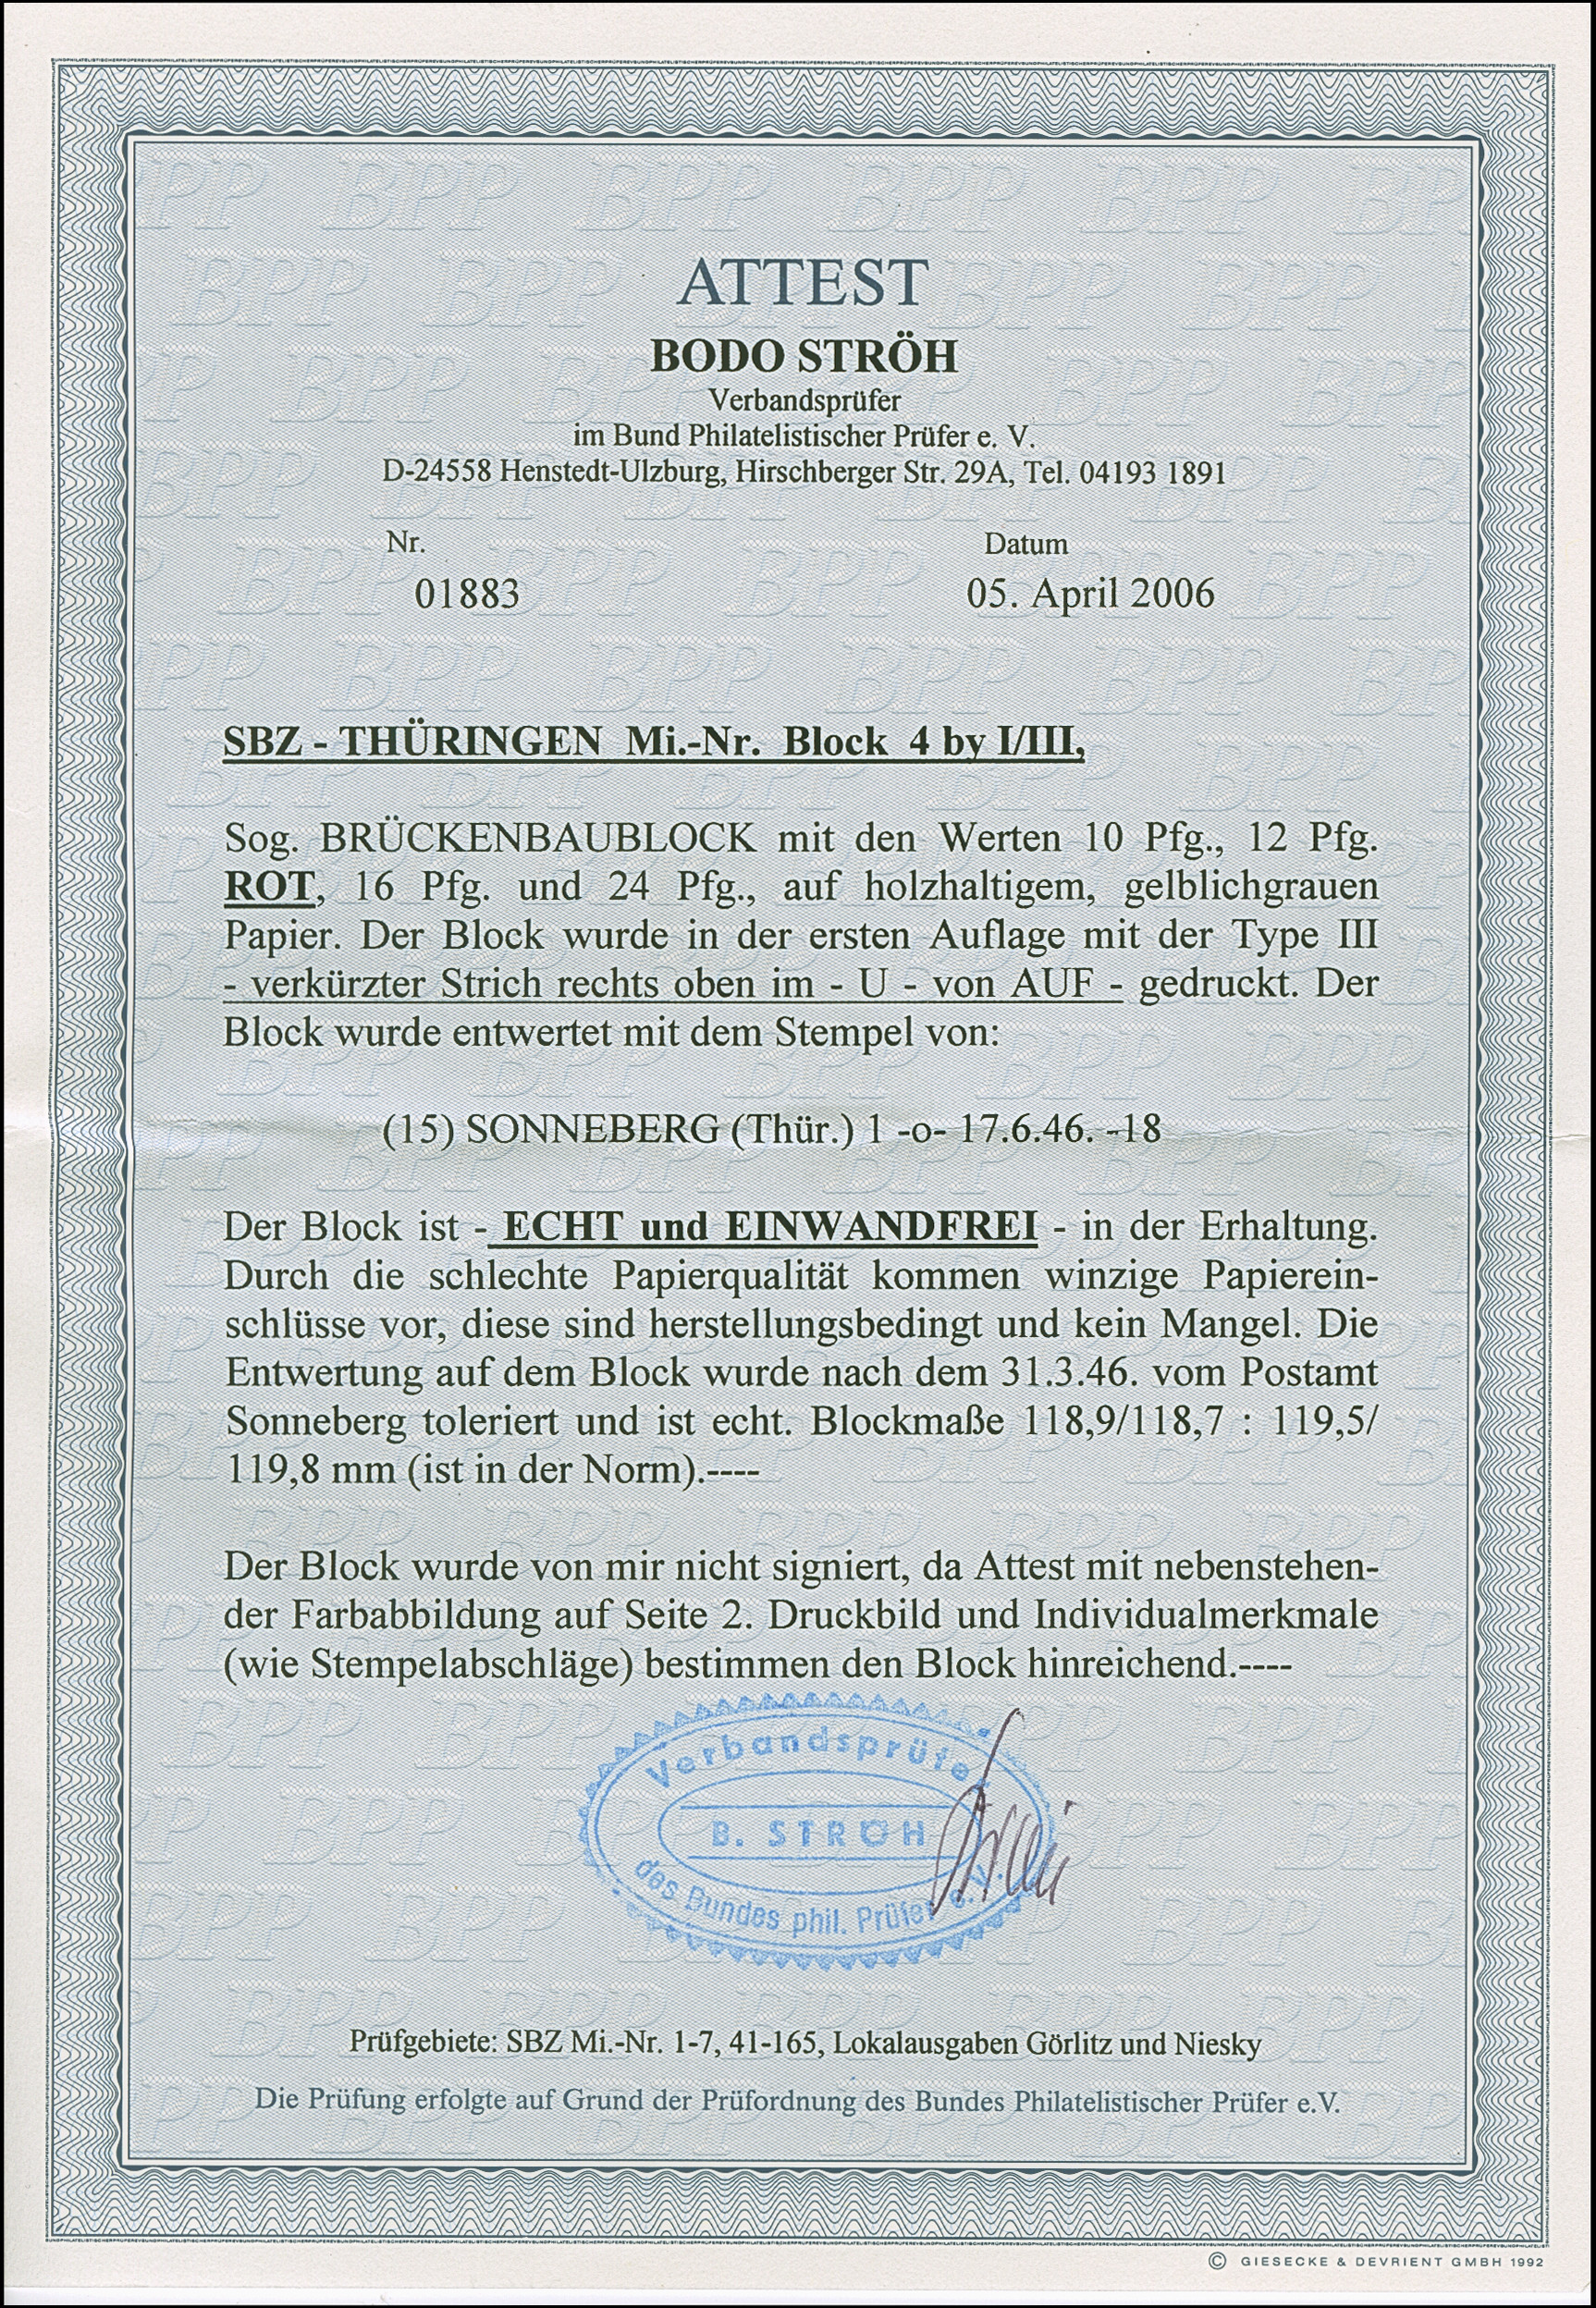 ATTEST
BODO STRÖH
Verbandsprüfer
im Bund Philatelistischer Prüfer e. V.
D-24558 Henstedt-Ulzburg, Hirschberger Str. 29A, Tel. 04193 1891
Nr. Datum
01883 05. April 2006
SBZ - THÜRINGEN Mi.-Nr. Block 4 by I/III,
Sog. BRÜCKENBAUBLOCK mit den Werten 10 Pfg., 12 Pfg.
ROT, 16 Pfg. und 24 Pfg., auf holzhaltigem, gelblichgrauen
Papier. Der Block wurde in der ersten Auflage mit der Type III
- verkürzter Strich rechts oben im - U - von AUF - gedruckt. Der
Block wurde entwertet mit dem Stempel von:
(15) SONNEBERG (Thür.) 1 -o- 17.6.46. -18
Der Block ist - ECHT und EINWANDFREI - in der Erhaltung.
Durch die schlechte Papierqualität kommen winzige Papierein-
schlüsse vor, diese sind herstellungsbedingt und kein Mangel. Die
Entwertung auf dem Block wurde nach dem 31.3.46. vom Postamt
Sonneberg toleriert und ist echt. Blockmaße 118,9/118,7 : 119,5/
119,8 mm (ist in der Norm).----
Der Block wurde von mir nicht signiert, da Attest mit nebenstehen-
der Farbabbildung auf Seite 2. Druckbild und Individualmerkmale
(wie Stempelabschläge) bestimmen den Block hinreichend.----
Verbandsprüfer
B. STRÖH
des Bundes phil. Prüfer e.V.
Prüfgebiete: SBZ Mi.-Nr. 1-7, 41-165, Lokalausgaben Görlitz und Niesky
Die Prüfung erfolgte auf Grund der Prüfordnung des Bundes Philatelistischer Prüfer e.V.
© GIESECKE & DEVRIENT GMBH 1992